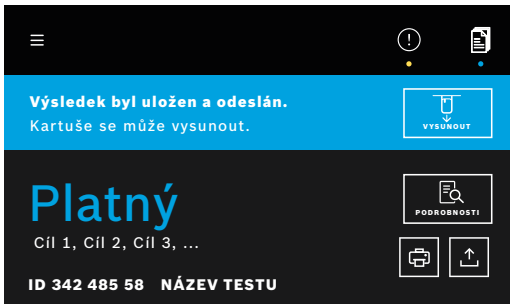 Výsledek byl uložen a odeslán.
Kartuše se může vysunout.
VYSUNOUT
Platný
Cíl 1, Cíl 2, Cíl 3, ...
PODROBNOSTI
ID 342 485 58 NÁZEV TESTU